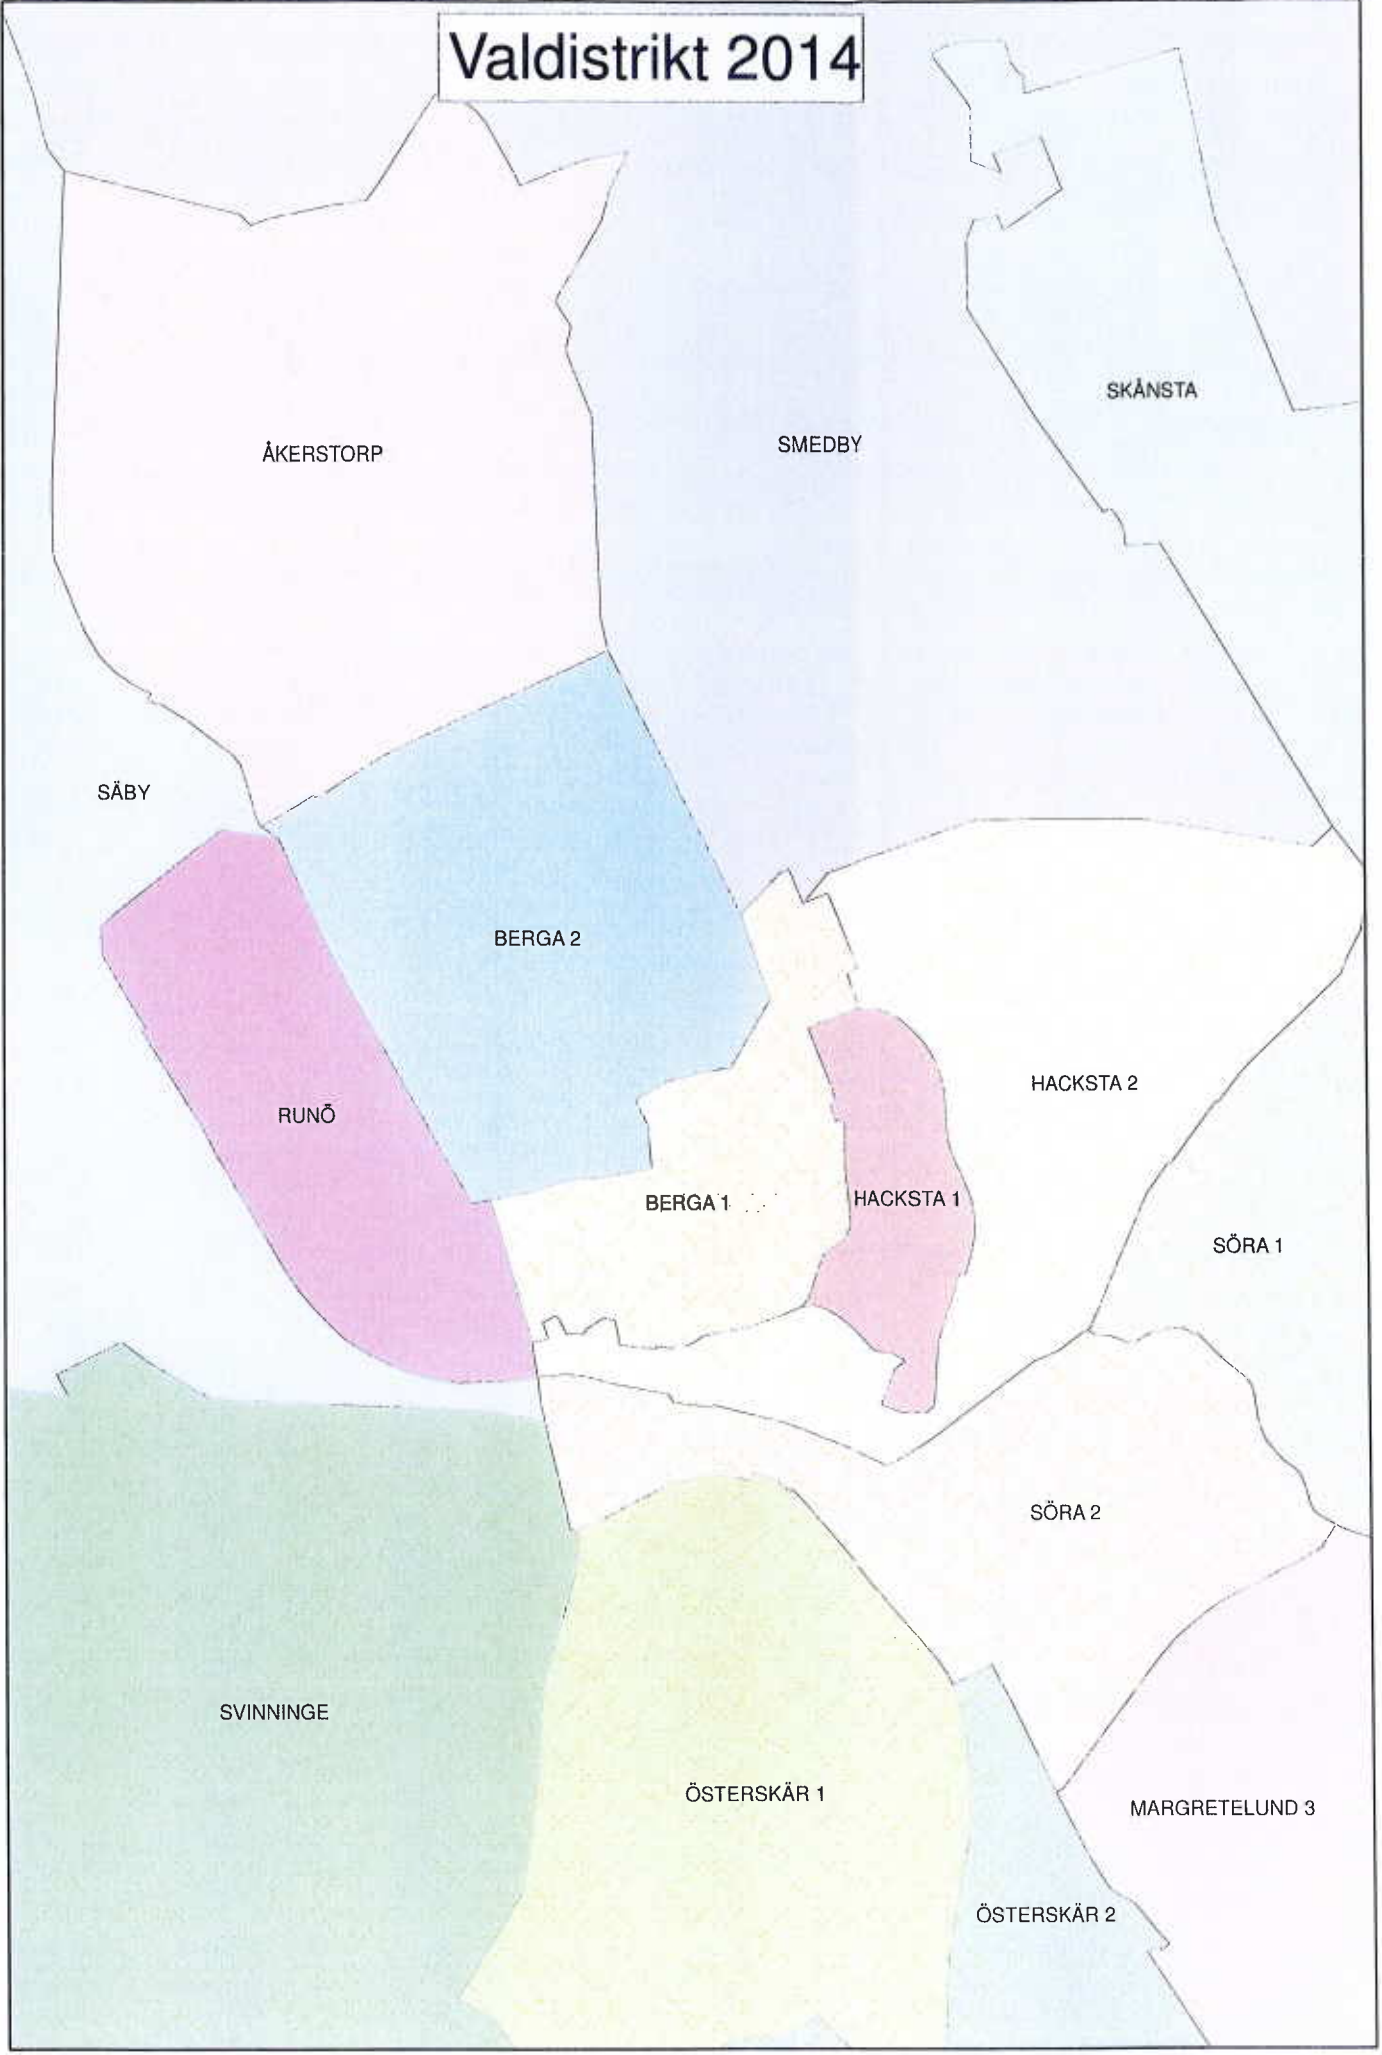 Valdistrikt 2014
SKÅNSTA
SMEDBY
ÅKERSTORP
SÄBY
BERGA 2
HACKSTA 2
RUNÖ
HACKSTA 1
BERGA 1
SÖRA 1
SÖRA 2
SVINNINGE
ÖSTERSKÄR 1
MARGRETELUND 3
ÖSTERSKÄR 2